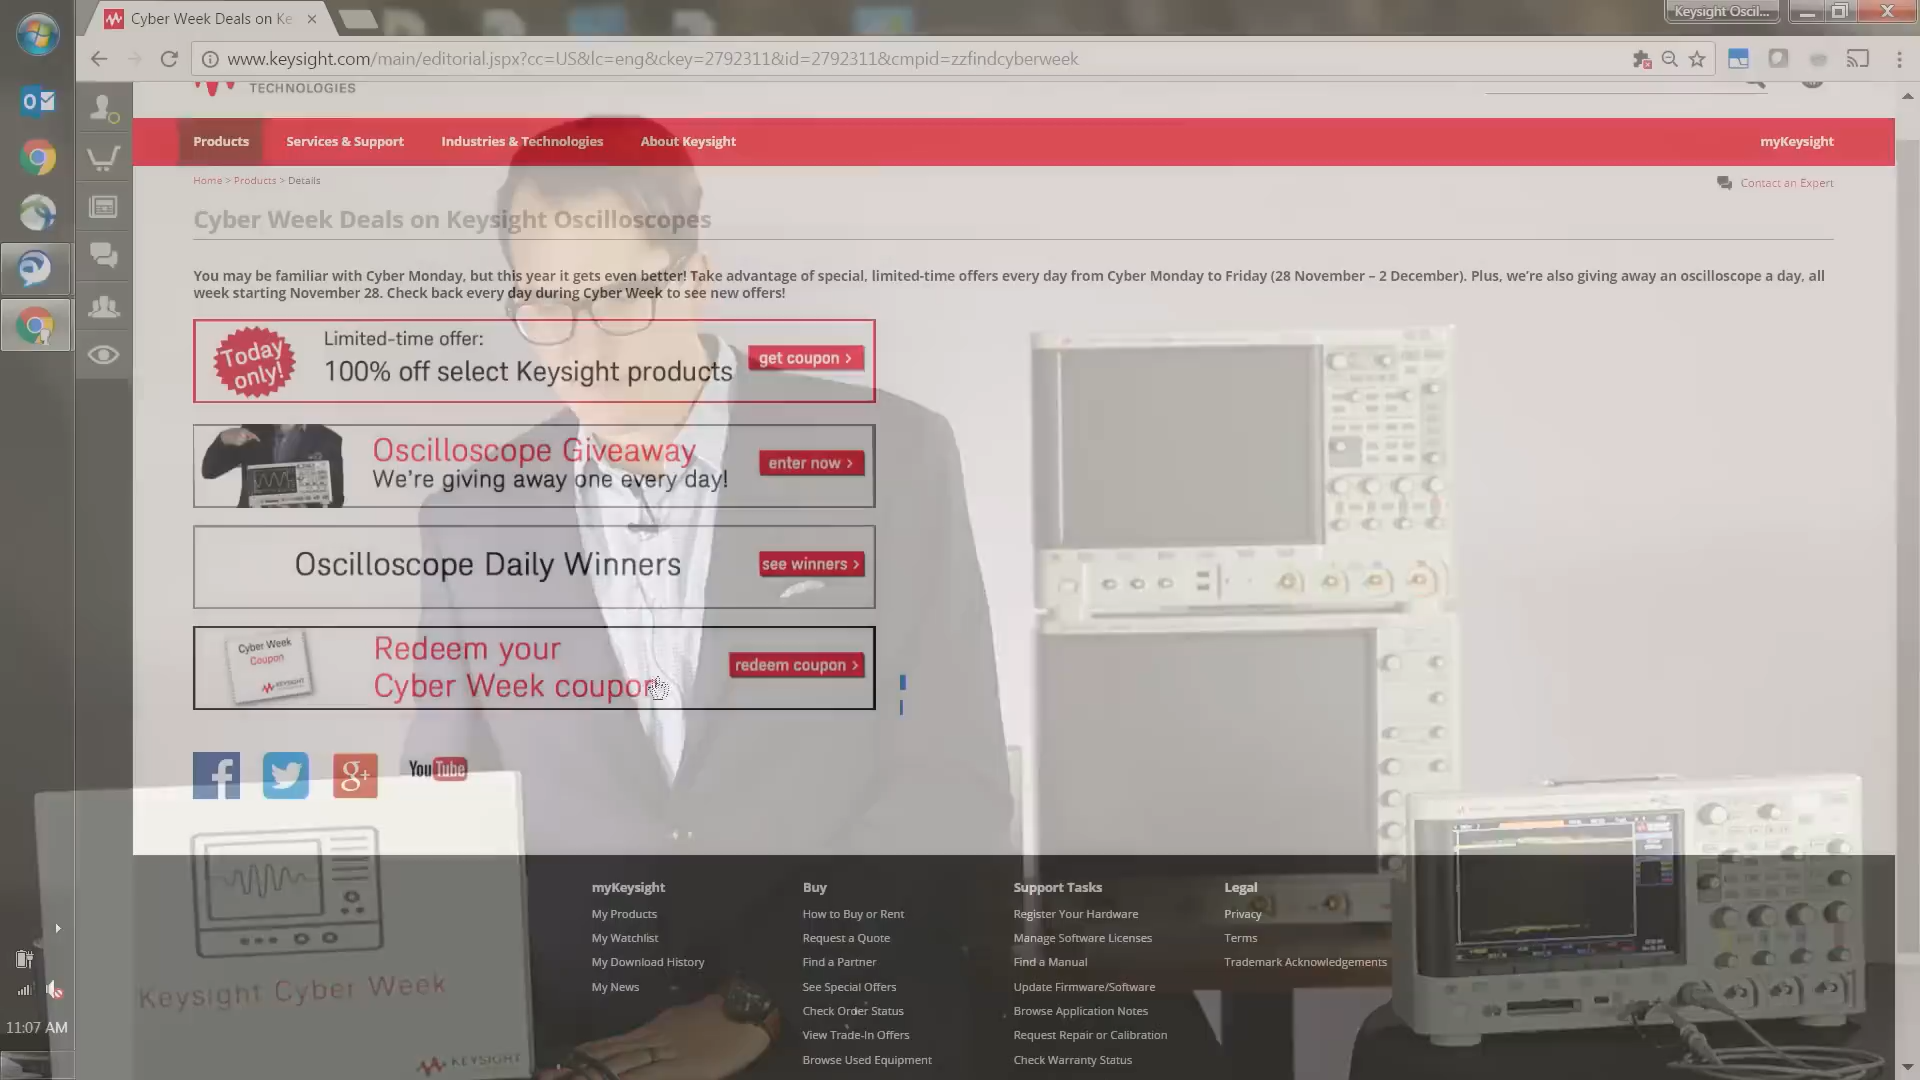 Cyber Week Deals on Ke
Keysight Oscil...
www.keysight.com/main/editorial.jspx?cc=US&lc=eng&ckey=2792311&id=2792311&cmpid=zzfindcyberweek
TECHNOLOGIES
Products
Services & Support
Industries & Technologies
About Keysight
myKeysight
Home > Products > Details
Contact an Expert
Cyber Week Deals on Keysight Oscilloscopes
You may be familiar with Cyber Monday, but this year it gets even better! Take advantage of special, limited-time offers every day from Cyber Monday to Friday (28 November – 2 December). Plus, we're also giving away an oscilloscope a day, all
week starting November 28. Check back every day during Cyber Week to see new offers!
Today
only!
Limited-time offer:
100% off select Keysight products
get coupon >
Oscilloscope Giveaway
We're giving away one every day!
enter now >
Oscilloscope Daily Winners
see winners >
Cyber Week
Coupon
KEYSIGHT
Redeem your
Cyber Week coupon
redeem coupon >
You Tube
myKeysight
My Products
My Watchlist
My Download History
My News
Buy
How to Buy or Rent
Request a Quote
Find a Partner
See Special Offers
Check Order Status
View Trade-In Offers
Browse Used Equipment
Support Tasks
Register Your Hardware
Manage Software Licenses
Find a Manual
Update Firmware/Software
Browse Application Notes
Request Repair or Calibration
Check Warranty Status
Legal
Privacy
Terms
Trademark Acknowledgements
Keysight Cyber Week
KEYSIGHT
11:07 AM